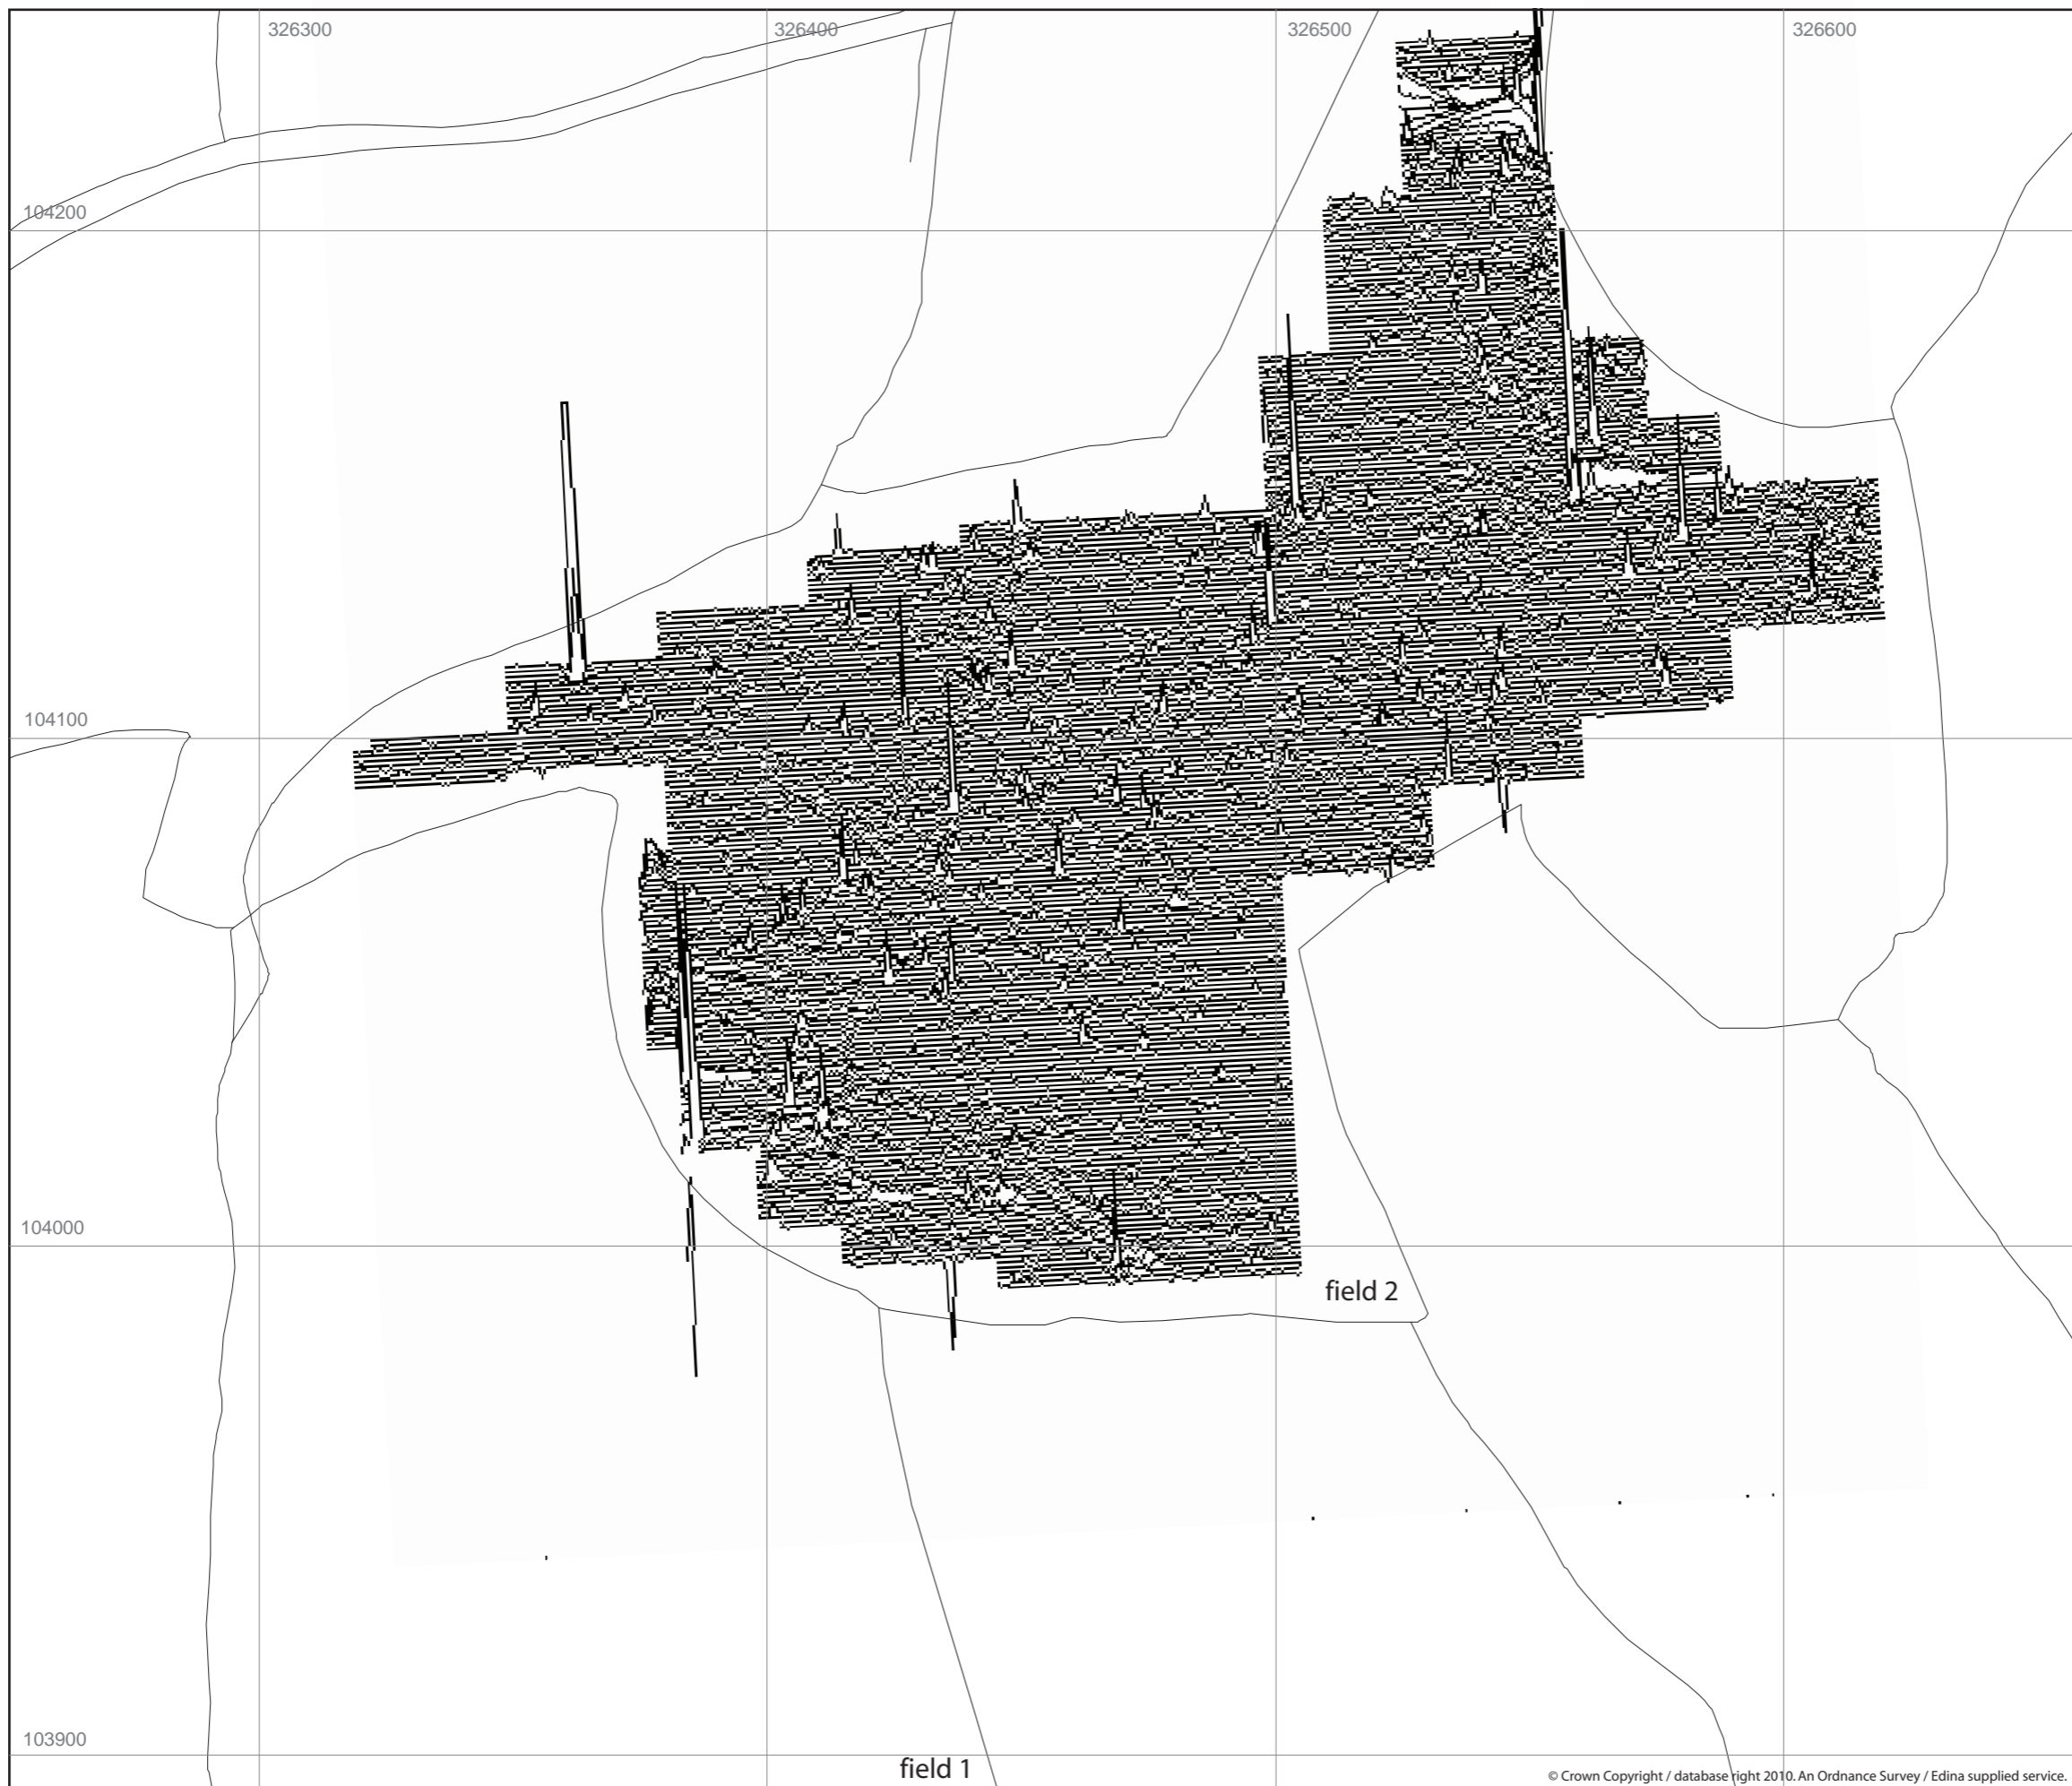 326300
326400
326500
326600
104200
104100
104000
field 2
103900
field 1
© Crown Copyright / database right 2010. An Ordnance Survey / Edina supplied service.